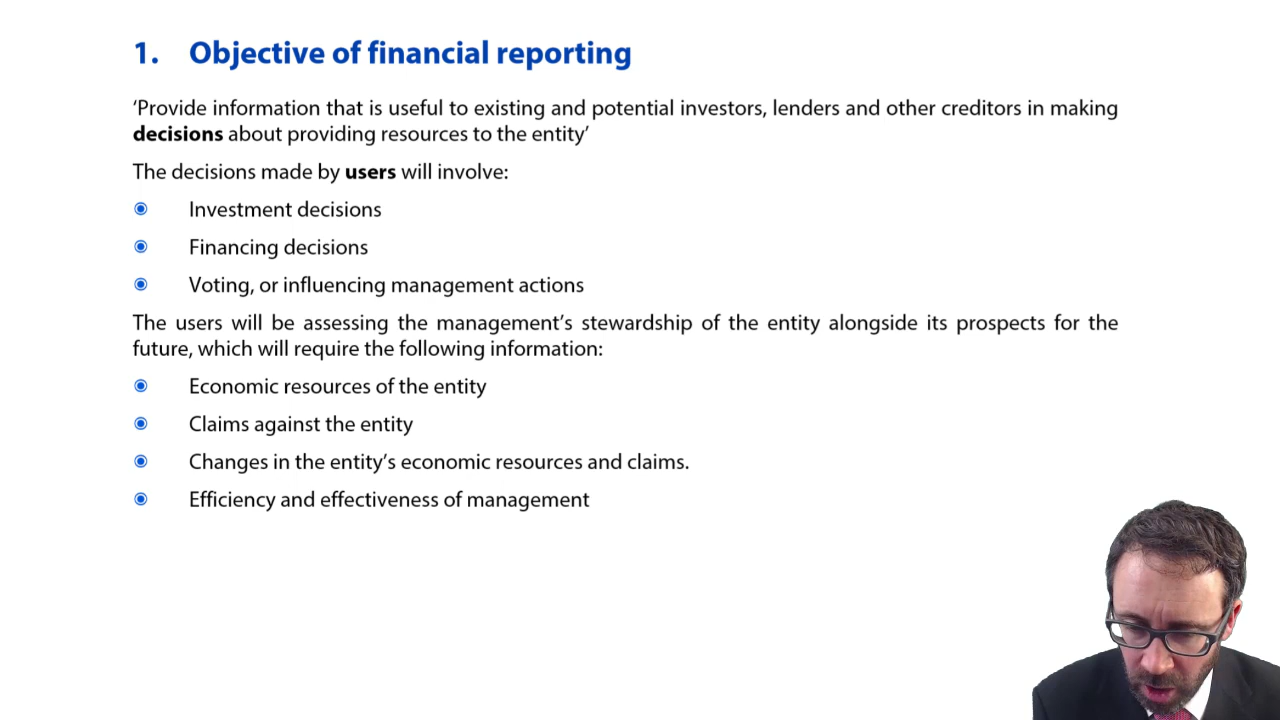 1. Objective of financial reporting
‘Provide information that is useful to existing and potential investors, lenders and other creditors in making
decisions about providing resources to the entity’
The decisions made by users will involve:
Investment decisions
Financing decisions
Voting, or influencing management actions
The users will be assessing the management’s stewardship of the entity alongside its prospects for the
future, which will require the following information:
Economic resources of the entity
Claims against the entity
Changes in the entity’s economic resources and claims.
Efficiency and effectiveness of management